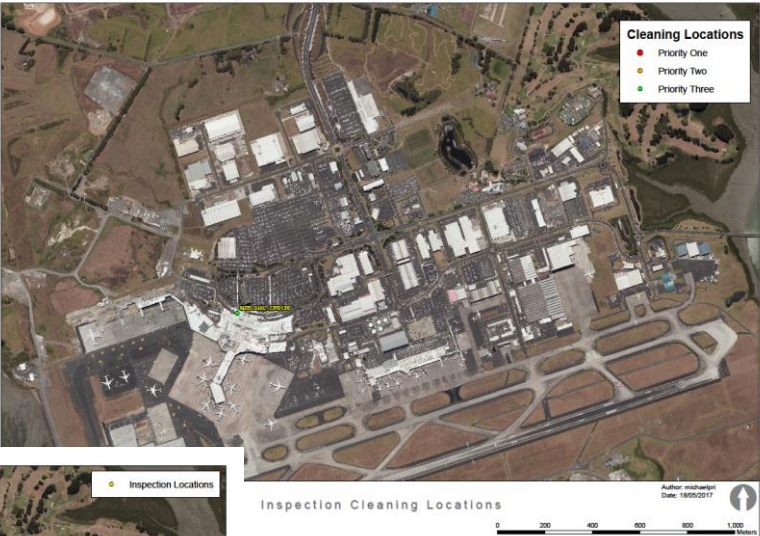 Cleaning Locations
Priority One
Priority Two
Priority Three
Inspection Locations
Inspection Cleaning Locations
Author: michaelpri
Date: 18/05/2017
0 200 400 600 800 1,000
Meters